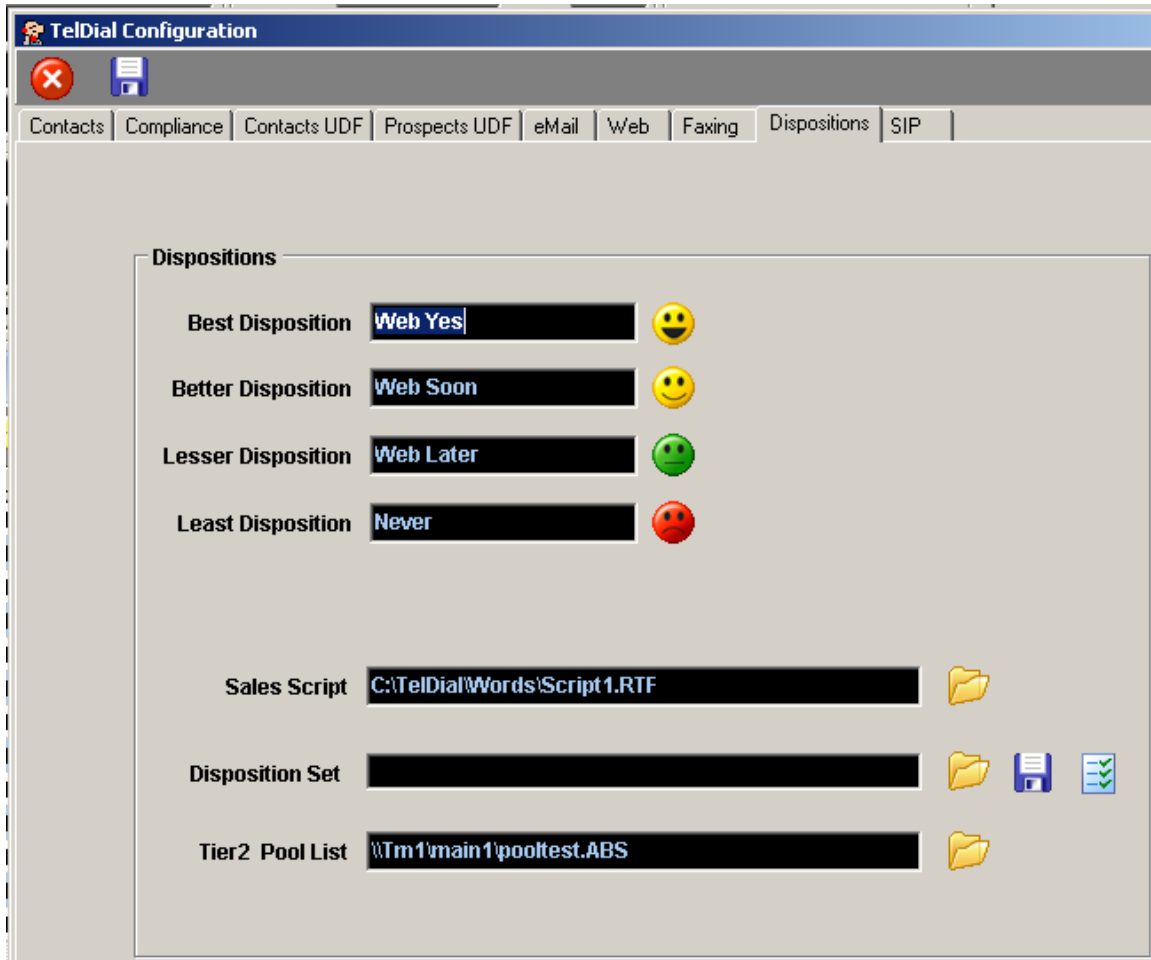 TelDial Configuration
Contacts Compliance Contacts UDF Prospects UDF eMail Web Faxing Dispositions SIP
Dispositions
Best Disposition Web Yes
Better Disposition Web Soon
Lesser Disposition Web Later
Least Disposition Never
Sales Script C:\TelDial\Words\Script1.RTF
Disposition Set
Tier2 Pool List \\Tm1\main1\pooltest.ABS